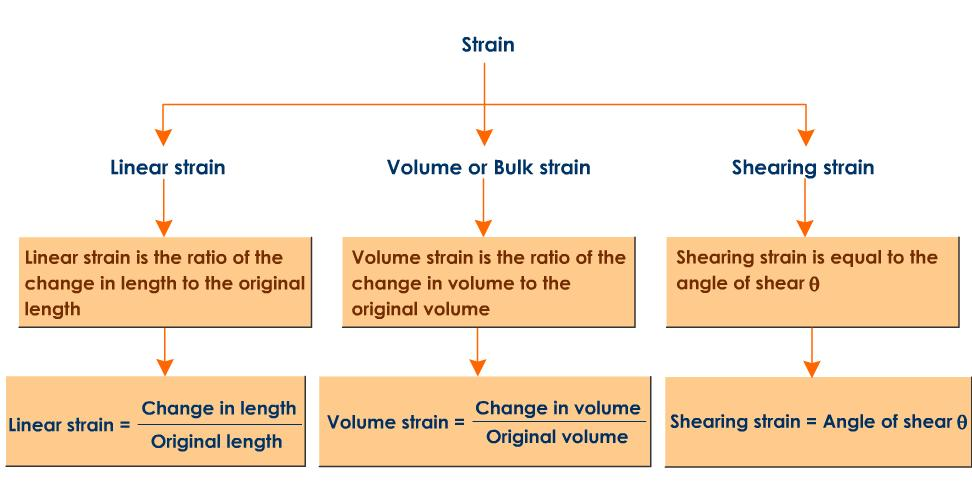 Strain
Linear strain
Volume or Bulk strain
Shearing strain
Linear strain is the ratio of the
change in length to the original
length
Volume strain is the ratio of the
change in volume to the
original volume
Shearing strain is equal to the
angle of shear θ
Linear strain = Change in length
Original length
Volume strain = Change in volume
Original volume
Shearing strain = Angle of shear θ